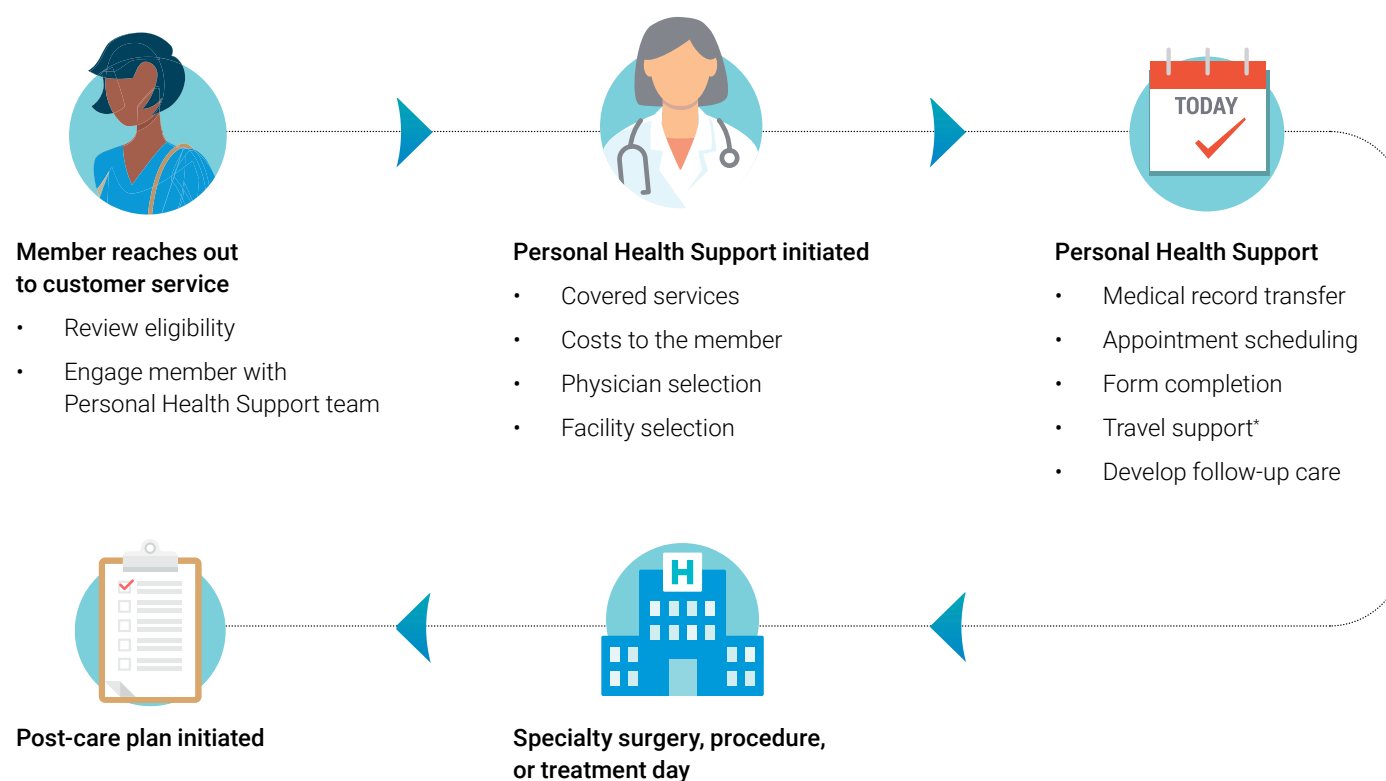 TODAY
Member reaches out
to customer service
• Review eligibility
• Engage member with
Personal Health Support team
Personal Health Support initiated
• Covered services
• Costs to the member
• Physician selection
• Facility selection
Personal Health Support
• Medical record transfer
• Appointment scheduling
• Form completion
• Travel support*
• Develop follow-up care
H
Specialty surgery, procedure,
or treatment day
Post-care plan initiated